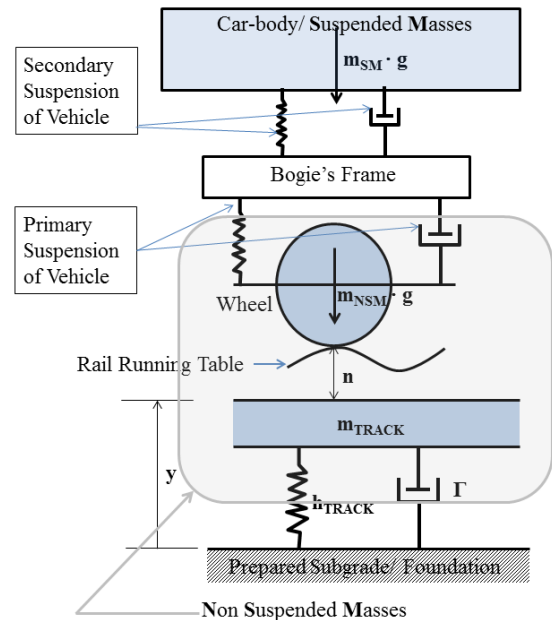 Car-body/ Suspended Masses
mSM · g
Secondary
Suspension
of Vehicle
Bogie's Frame
Primary
Suspension
of Vehicle
Wheel
mNSM · g
Rail Running Table
n
mTRACK
y
hTRACK
Γ
Prepared Subgrade/ Foundation
Non Suspended Masses